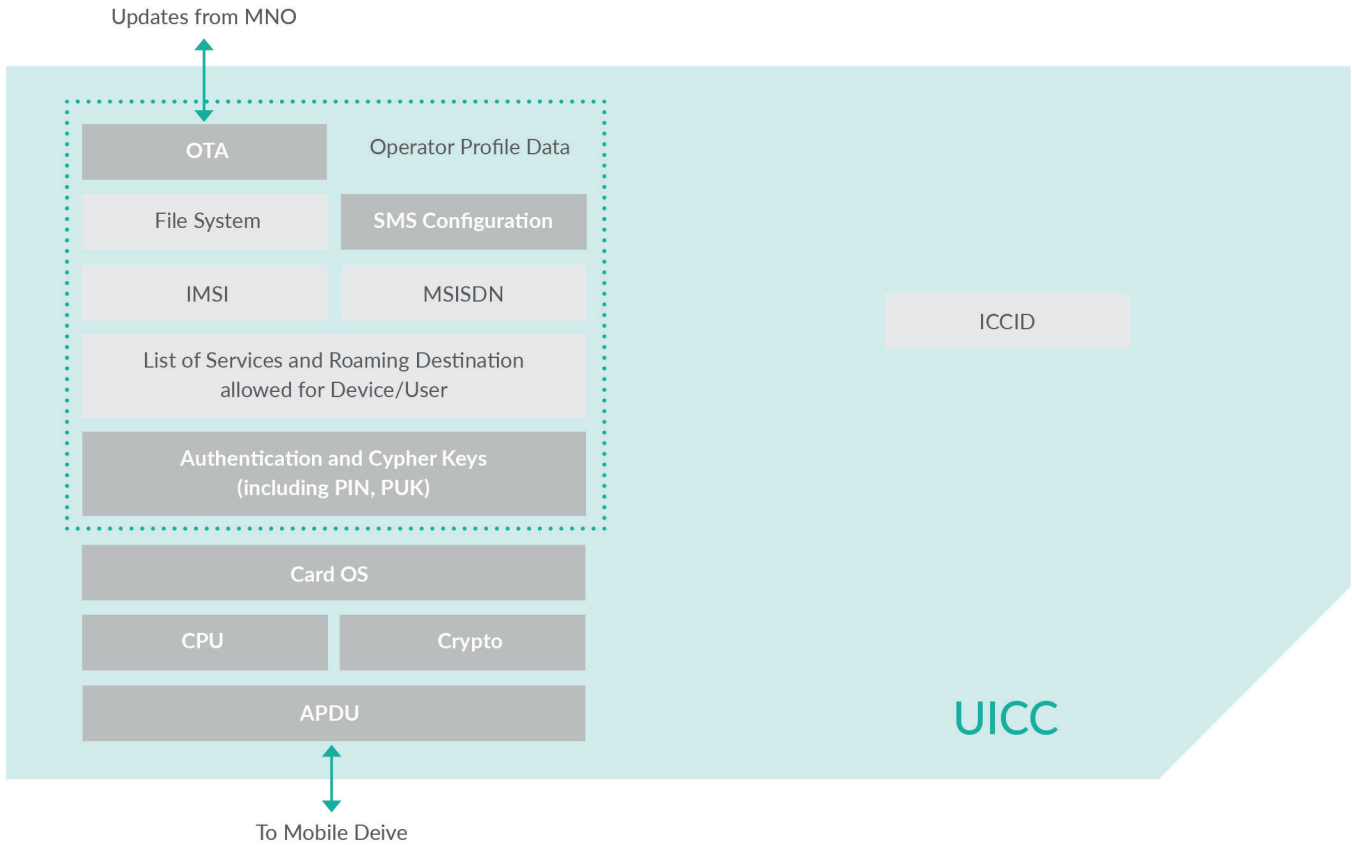 Updates from MNO
OTA
Operator Profile Data
File System
SMS Configuration
IMSI
MSISDN
ICCID
List of Services and Roaming Destination
allowed for Device/User
Authentication and Cypher Keys
(including PIN, PUK)
Card OS
CPU
Crypto
APDU
UICC
To Mobile Deive